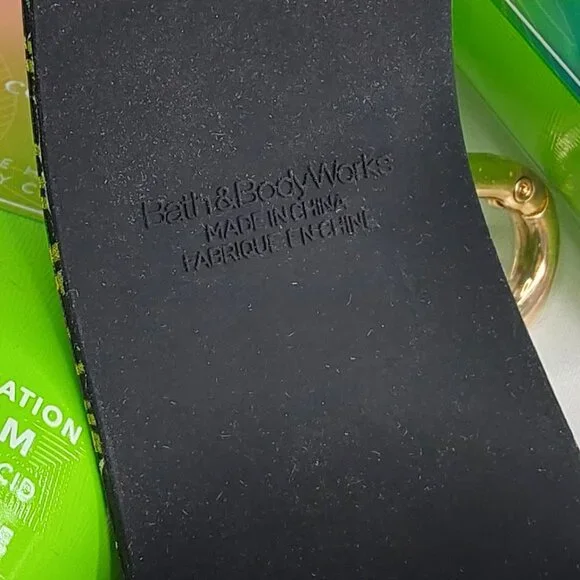 Bath&BodyWorks
MADE IN CHINA
FABRIQUE EN CHINE
ATION
M
CID